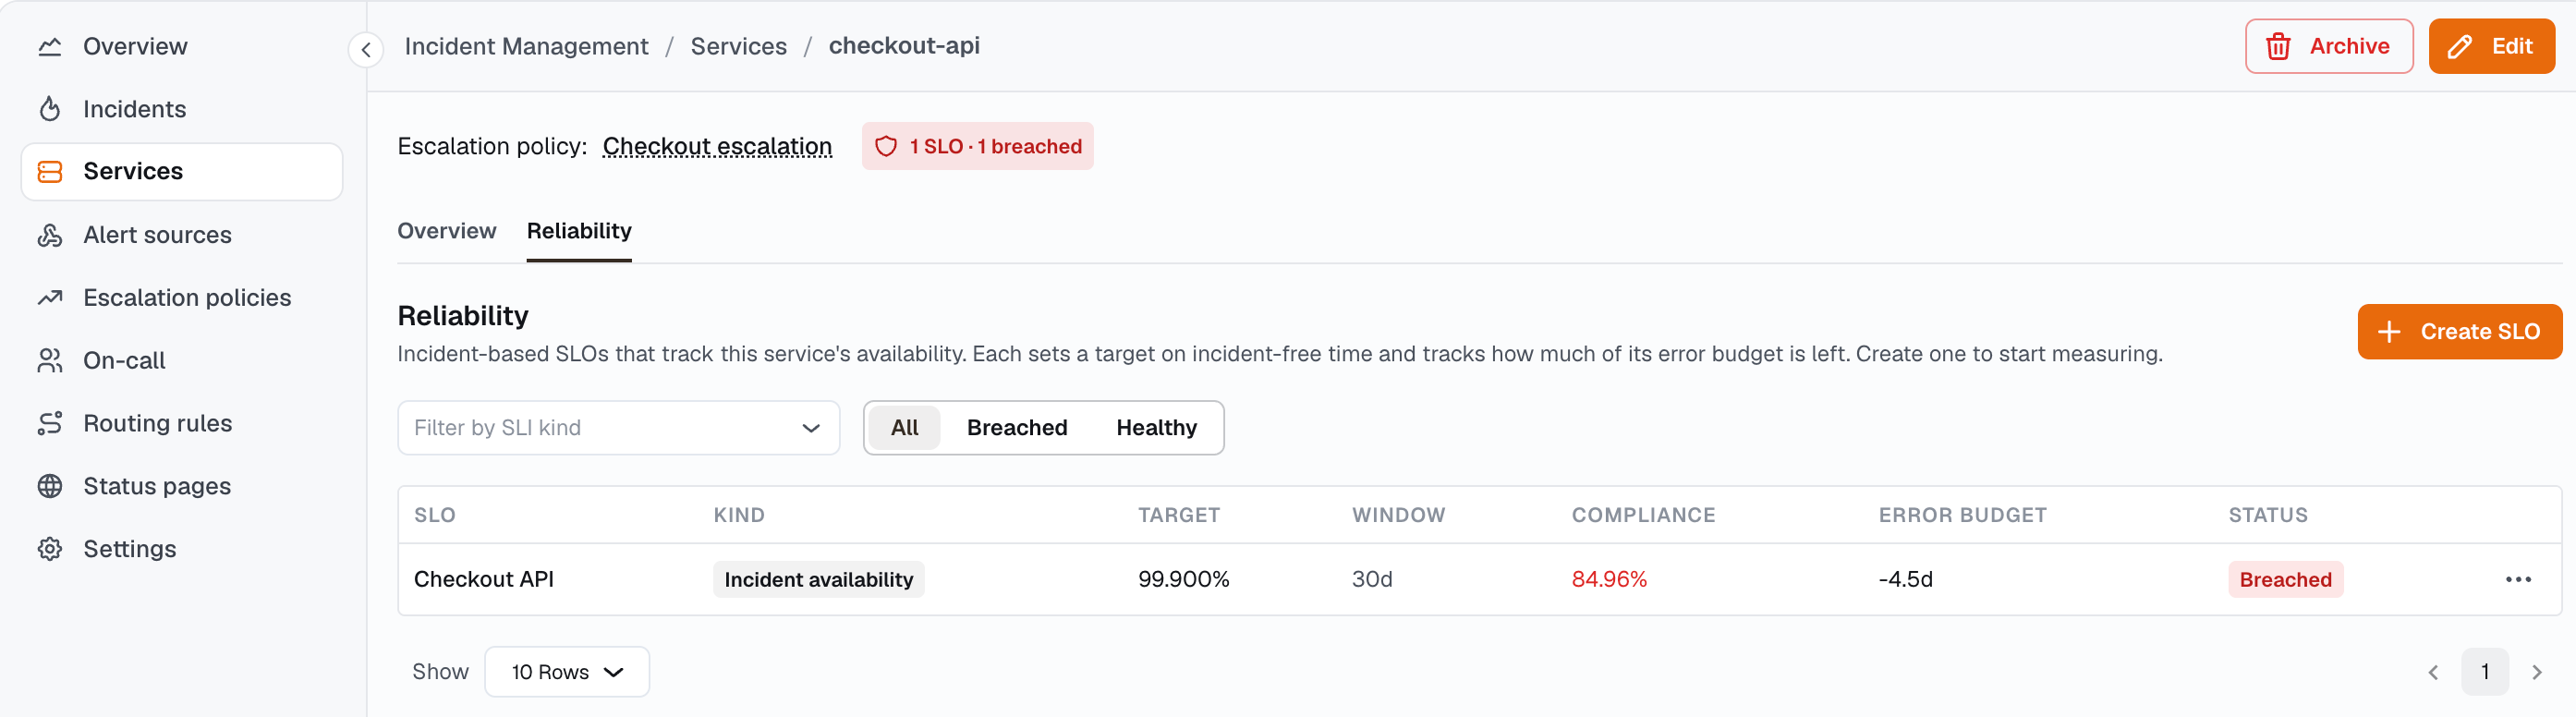 Overview
Incidents
Services
Alert sources
Escalation policies
On-call
Routing rules
Status pages
Settings
Incident Management / Services / checkout-api
Archive
Edit
Escalation policy: Checkout escalation
1 SLO · 1 breached
Overview
Reliability
Reliability
Incident-based SLOs that track this service's availability. Each sets a target on incident-free time and tracks how much of its error budget is left. Create one to start measuring.
Create SLO
Filter by SLI kind
All
Breached
Healthy
SLO KIND TARGET WINDOW COMPLIANCE ERROR BUDGET STATUS
Checkout API Incident availability 99.900% 30d 84.96% -4.5d Breached
Show 10 Rows
1